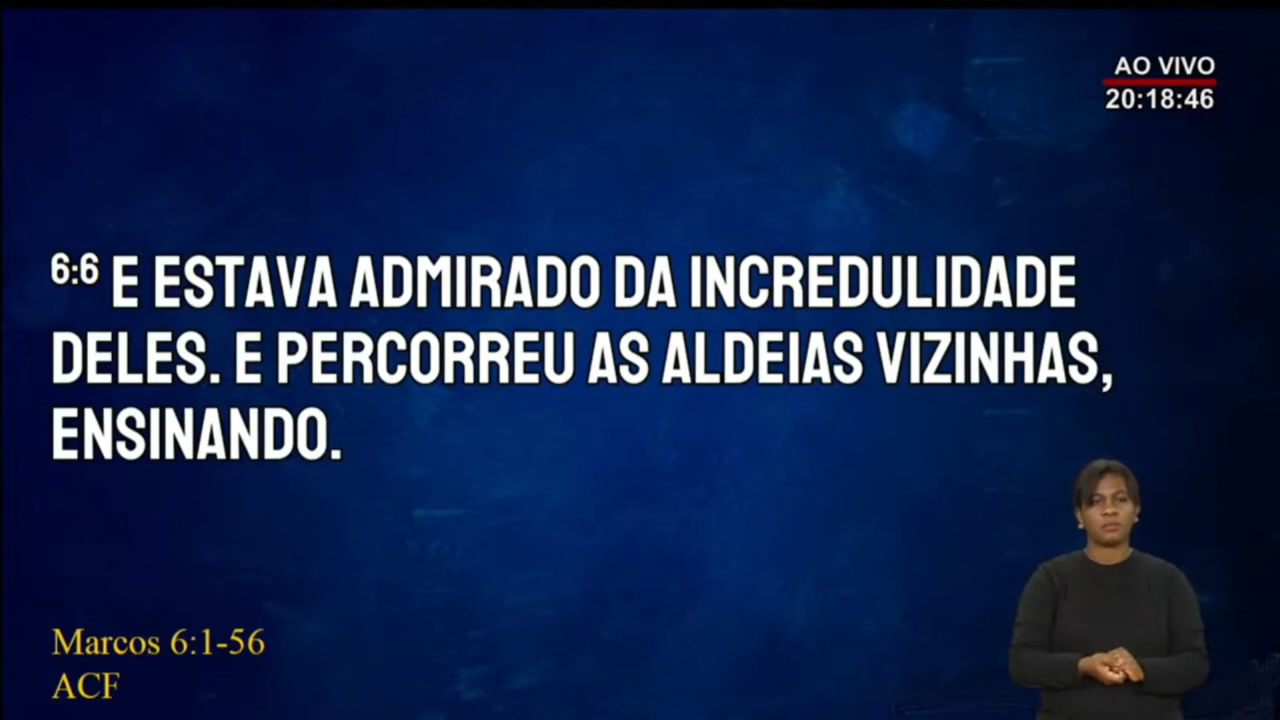 AO VIVO
20:18:46
6:6 E ESTAVA ADMIRADO DA INCREDULIDADE
DELES. E PERCORREU AS ALDEIAS VIZINHAS,
ENSINANDO.
Marcos 6:1-56
ACF